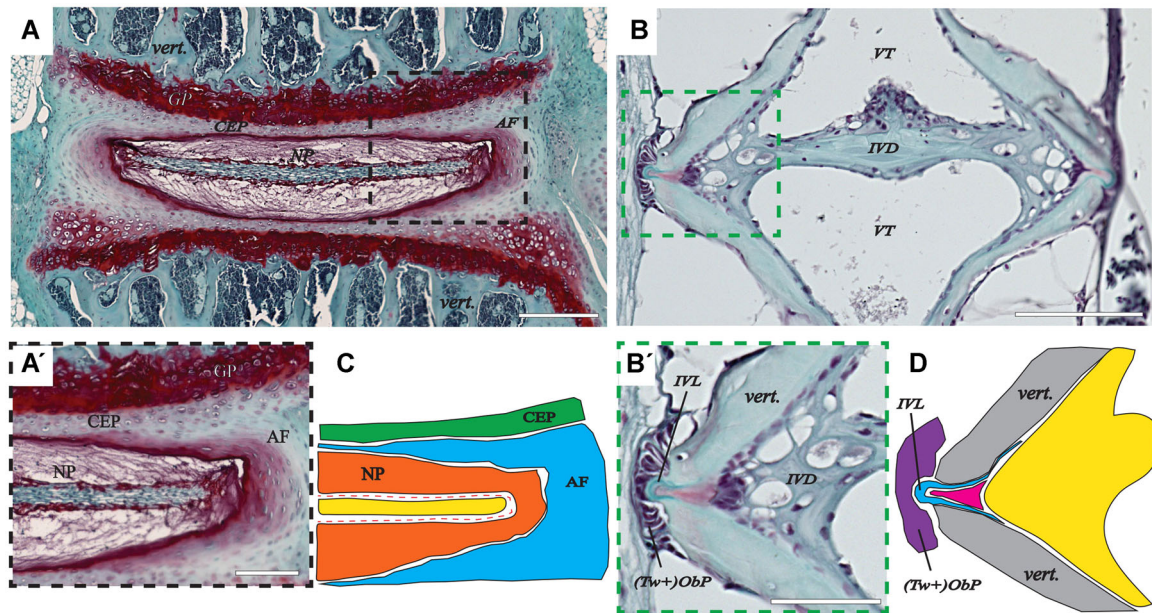 A
vert.
GP
CEP
NP
AF
vert.
B
VT
IVD
VT
A´
GP
CEP
AF
NP
C
CEP
NP
AF
B´
IVL
vert.
IVD
(Tw+)ObP
D
vert.
IVL
(Tw+)ObP
vert.